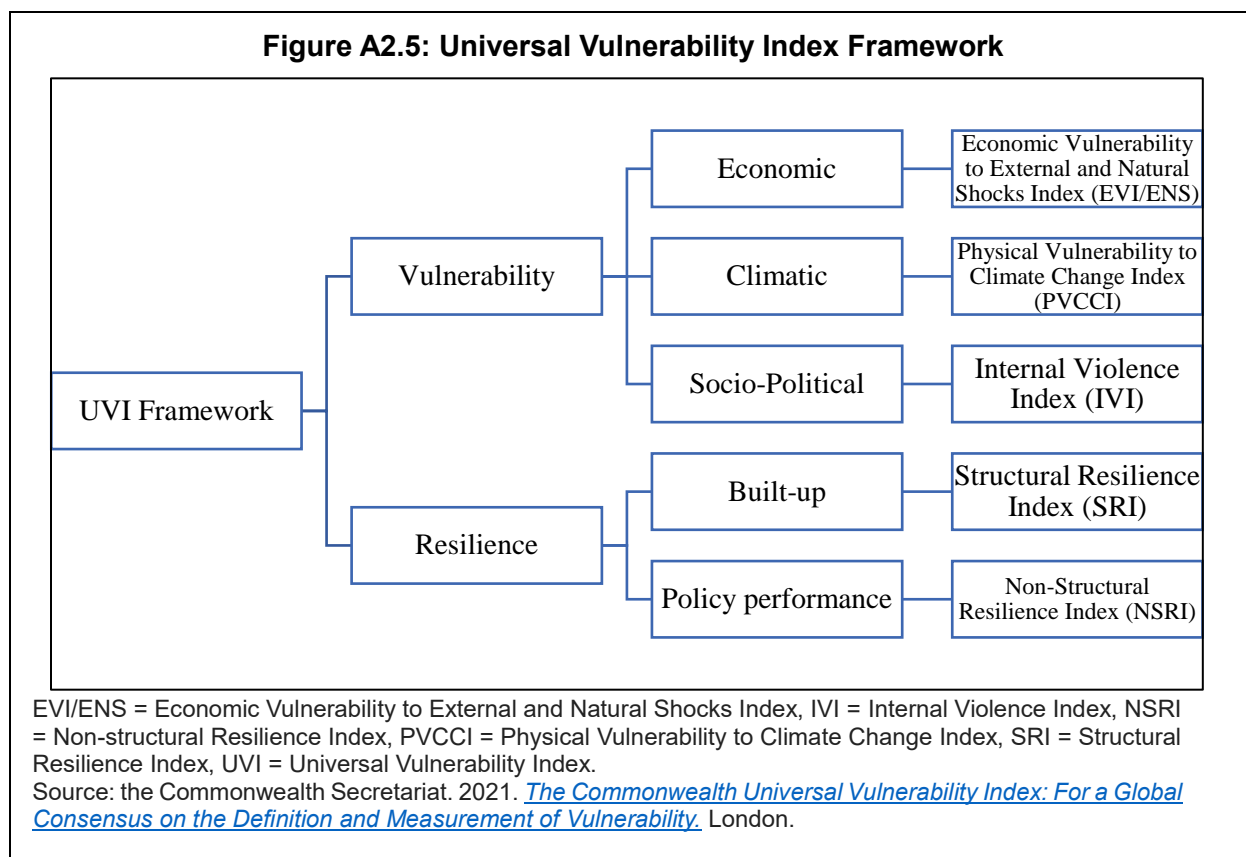 Figure A2.5: Universal Vulnerability Index Framework
UVI Framework
Vulnerability
Economic
Economic Vulnerability
to External and Natural
Shocks Index (EVI/ENS)
Climatic
Physical Vulnerability to
Climate Change Index
(PVCCI)
Socio-Political
Internal Violence
Index (IVI)
Resilience
Built-up
Structural Resilience
Index (SRI)
Policy performance
Non-Structural
Resilience Index (NSRI)
EVI/ENS = Economic Vulnerability to External and Natural Shocks Index, IVI = Internal Violence Index, NSRI
= Non-structural Resilience Index, PVCCI = Physical Vulnerability to Climate Change Index, SRI = Structural
Resilience Index, UVI = Universal Vulnerability Index.
Source: the Commonwealth Secretariat. 2021. The Commonwealth Universal Vulnerability Index: For a Global
Consensus on the Definition and Measurement of Vulnerability. London.